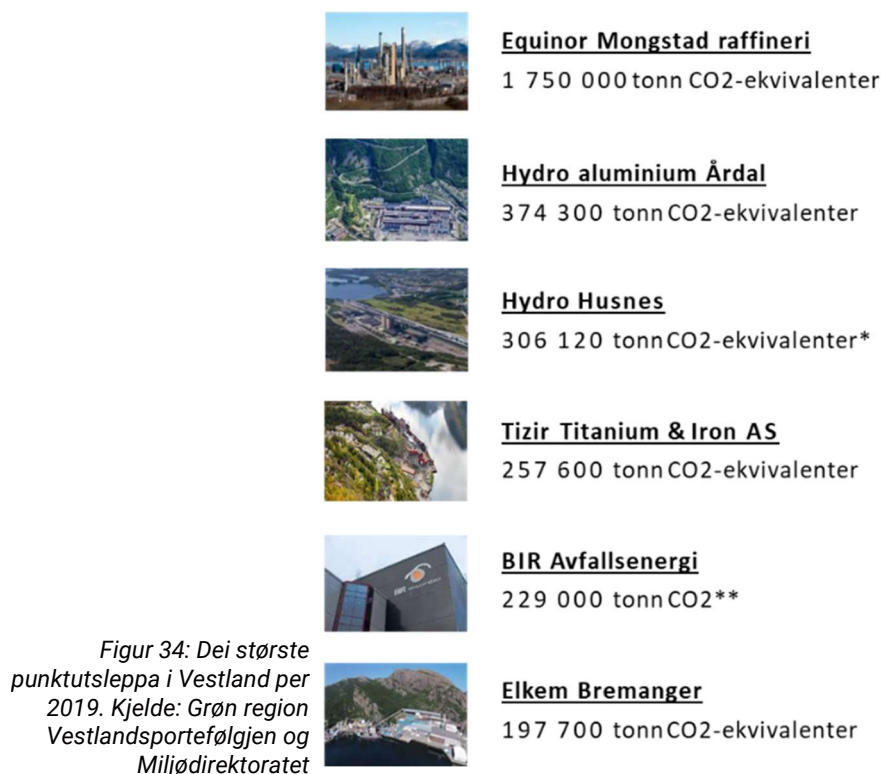 Equinor Mongstad raffineri
1 750 000 tonn CO2-ekvivalenter
Hydro aluminium Årdal
374 300 tonn CO2-ekvivalenter
Hydro Husnes
306 120 tonn CO2-ekvivalenter*
Tizir Titanium & Iron AS
257 600 tonn CO2-ekvivalenter
BIR
BIR Avfallsenergi
229 000 tonn CO2**
Elkem Bremanger
197 700 tonn CO2-ekvivalenter
Figur 34: Dei største
punktutsleppa i Vestland per
2019. Kjelde: Grøn region
Vestlandsportefølgjen og
Miljødirektoratet